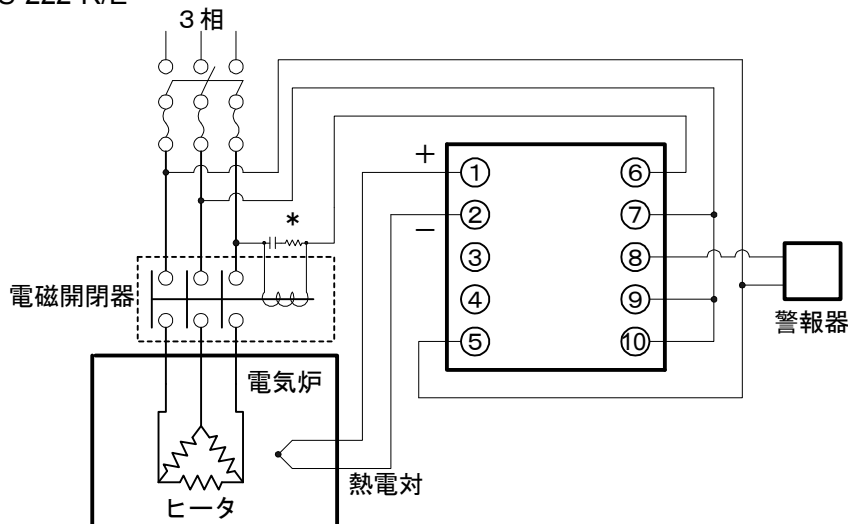 3相
+
①
②
−
③
④
⑤
⑥
⑦
⑧
⑨
⑩
*
電磁開閉器
警報器
電気炉
熱電対
ヒータ